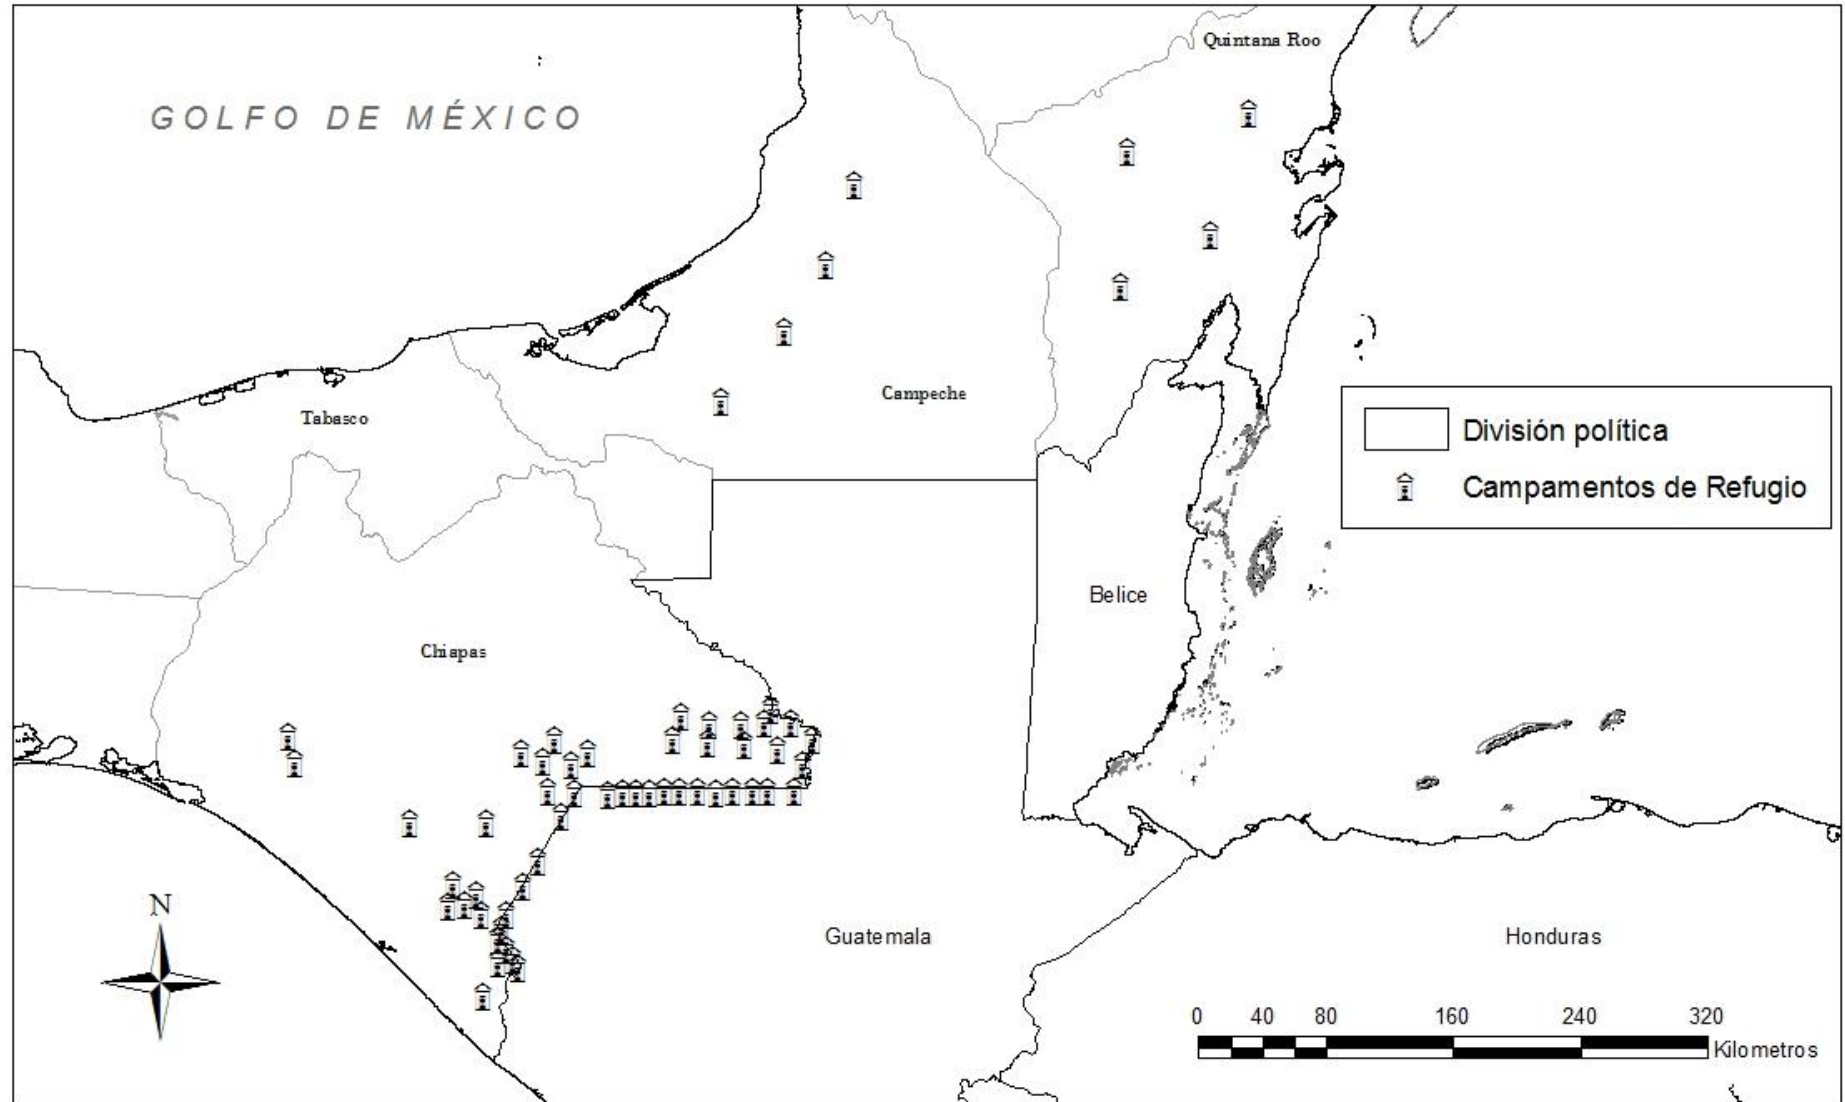 Quintana Roo
GOLFO DE MÉXICO
Campeche
Tabasco
División política
Campamentos de Refugio
Belice
Chiapas
N
Guatemala
Honduras
0 40 80 160 240 320
Kilometros